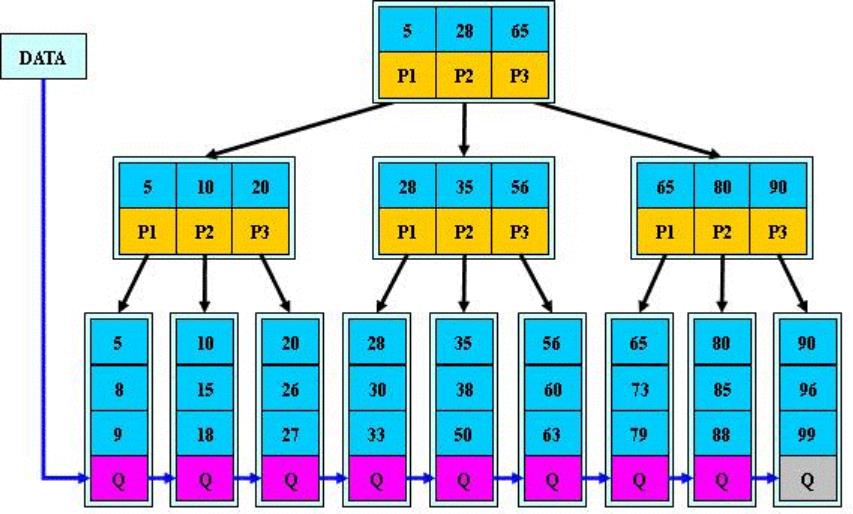 5 28 65
DATA
P1 P2 P3
5 10 20 28 35 56 65 80 90
P1 P2 P3 P1 P2 P3 P1 P2 P3
5 10 20 28 35 56 65 80 90
8 15 26 30 38 60 73 85 96
9 18 27 33 50 63 79 88 99
Q Q Q Q Q Q Q Q Q